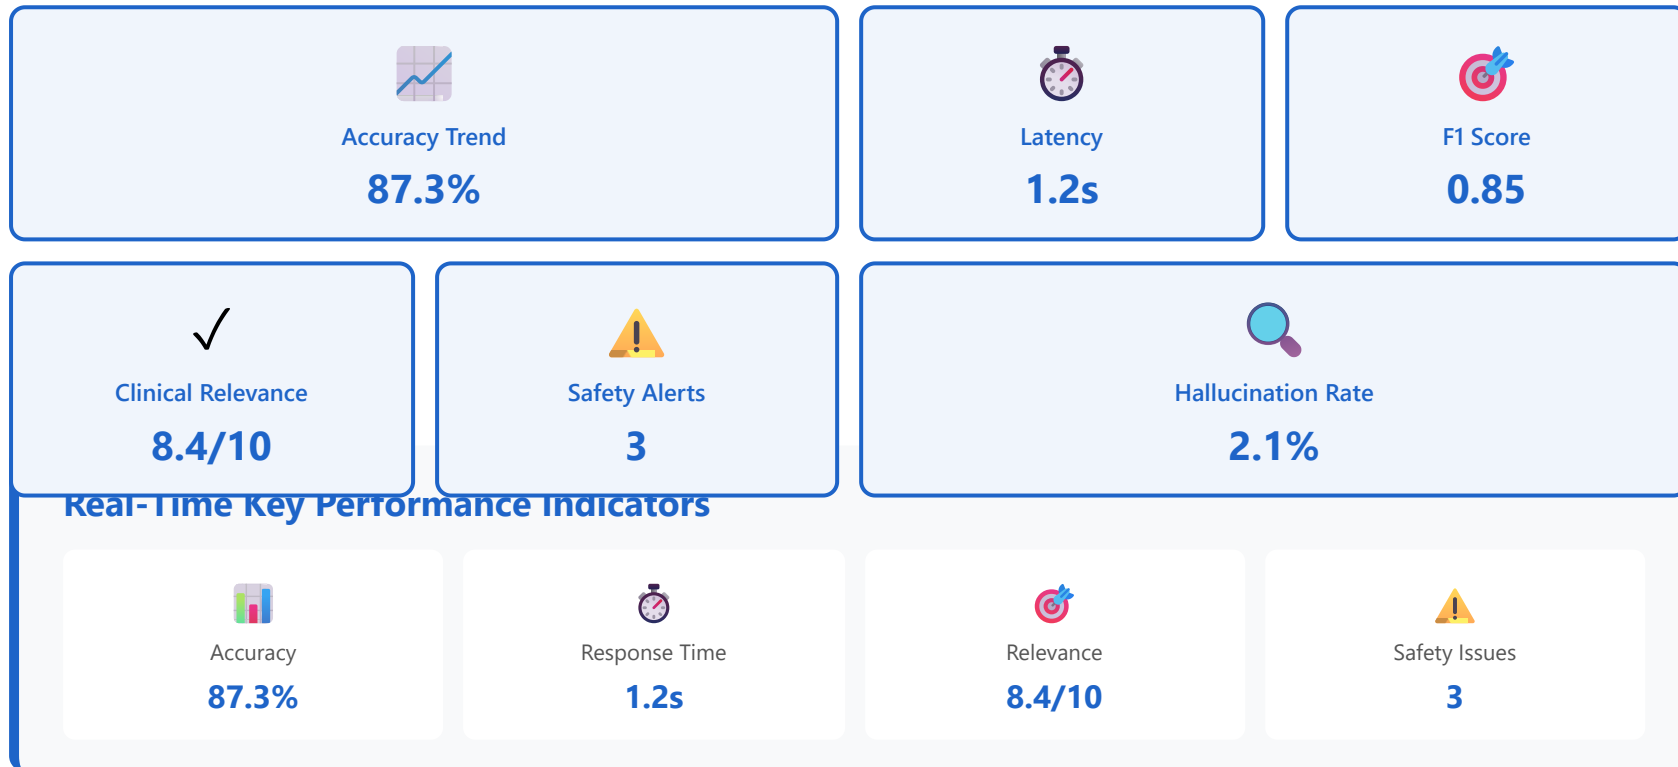 Accuracy Trend
87.3%
Latency
1.2s
F1 Score
0.85
Clinical Relevance
8.4/10
Safety Alerts
3
Hallucination Rate
2.1%
Real-Time Key Performance Indicators
Accuracy
87.3%
Response Time
1.2s
Relevance
8.4/10
Safety Issues
3